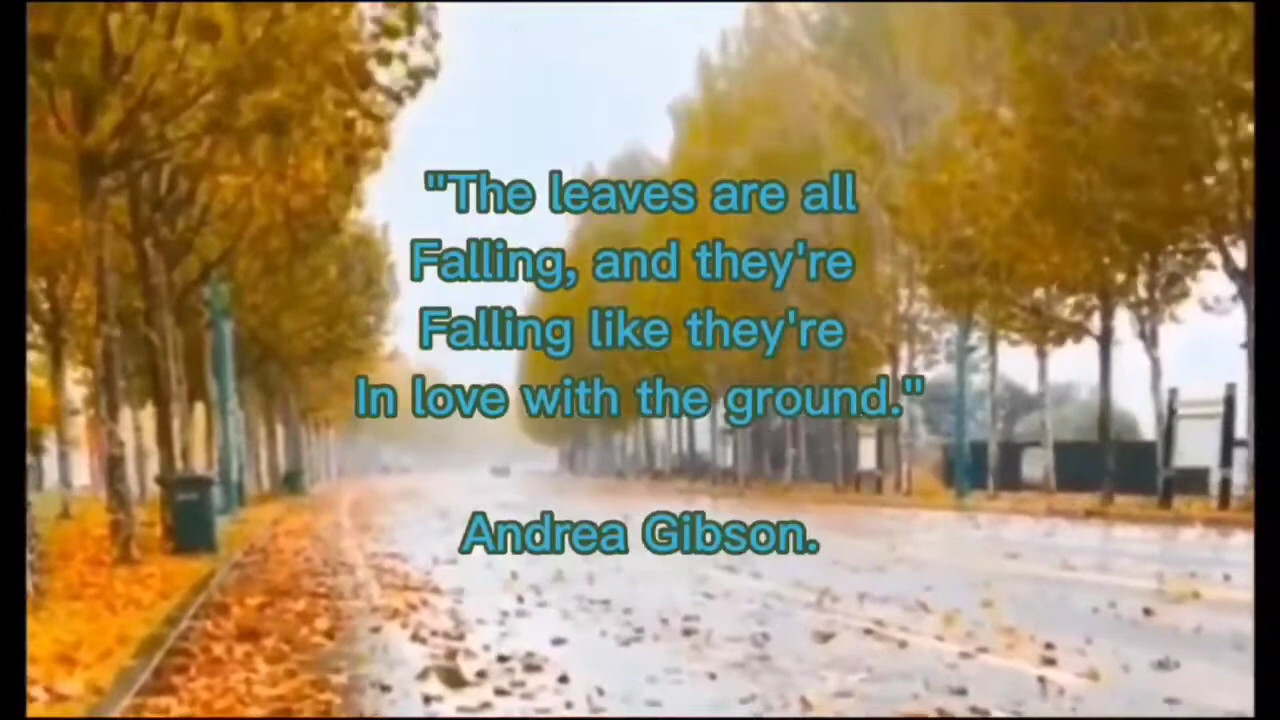 "The leaves are all
Falling, and they're
Falling like they're
In love with the ground."
Andrea Gibson.